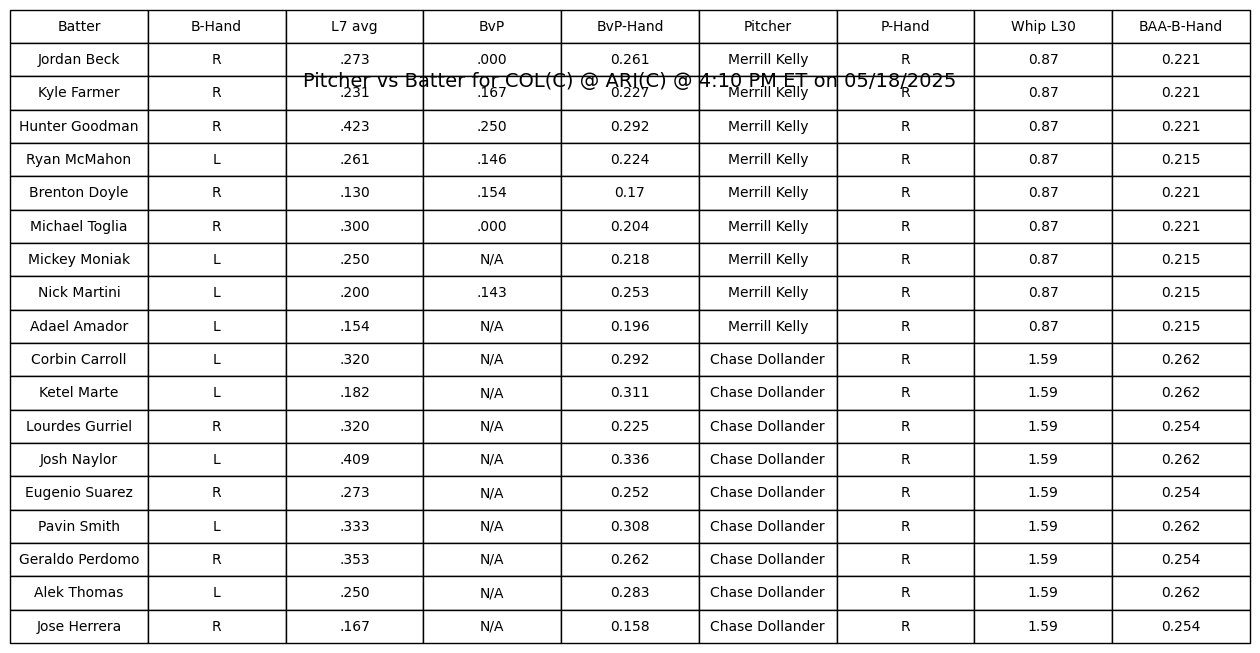 Batter B-Hand L7 avg BvP BvP-Hand Pitcher P-Hand Whip L30 BAA-B-Hand
Jordan Beck R .273 .000 0.261 Merrill Kelly R 0.87 0.221
Pitcher vs Batter for COL(C) @ ARI(C) @ 4:10 PM ET on 05/18/2025
Kyle Farmer R .231 .167 0.227 Merrill Kelly R 0.87 0.221
Hunter Goodman R .423 .250 0.292 Merrill Kelly R 0.87 0.221
Ryan McMahon L .261 .146 0.224 Merrill Kelly R 0.87 0.215
Brenton Doyle R .130 .154 0.17 Merrill Kelly R 0.87 0.221
Michael Toglia R .300 .000 0.204 Merrill Kelly R 0.87 0.221
Mickey Moniak L .250 N/A 0.218 Merrill Kelly R 0.87 0.215
Nick Martini L .200 .143 0.253 Merrill Kelly R 0.87 0.215
Adael Amador L .154 N/A 0.196 Merrill Kelly R 0.87 0.215
Corbin Carroll L .320 N/A 0.292 Chase Dollander R 1.59 0.262
Ketel Marte L .182 N/A 0.311 Chase Dollander R 1.59 0.262
Lourdes Gurriel R .320 N/A 0.225 Chase Dollander R 1.59 0.254
Josh Naylor L .409 N/A 0.336 Chase Dollander R 1.59 0.262
Eugenio Suarez R .273 N/A 0.252 Chase Dollander R 1.59 0.254
Pavin Smith L .333 N/A 0.308 Chase Dollander R 1.59 0.262
Geraldo Perdomo R .353 N/A 0.262 Chase Dollander R 1.59 0.254
Alek Thomas L .250 N/A 0.283 Chase Dollander R 1.59 0.262
Jose Herrera R .167 N/A 0.158 Chase Dollander R 1.59 0.254